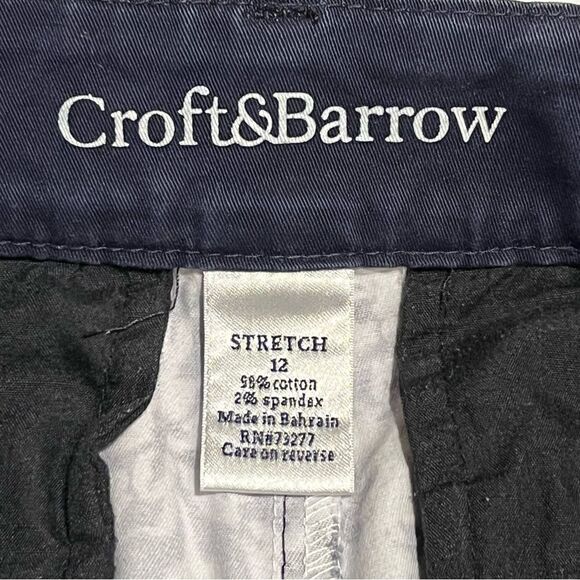 Croft&Barrow
STRETCH
12
98% cotton
2% spandex
Made in Bahrain
RN#73277
Care on reverse